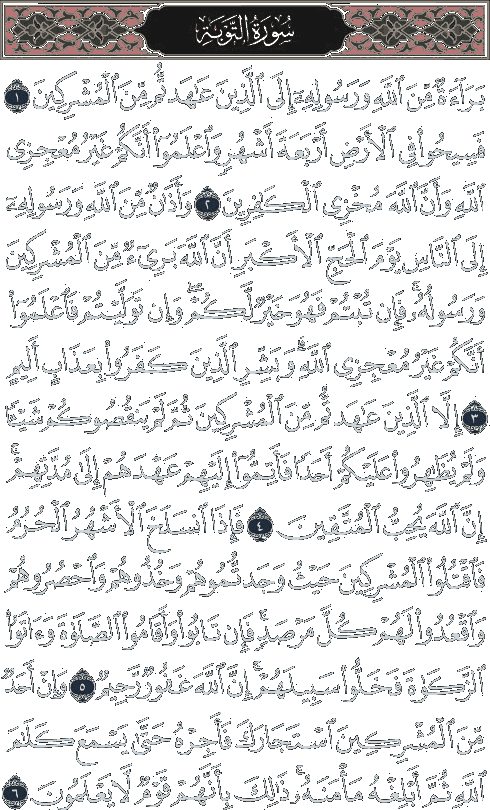 سُورَةُ التَّوْبَةِ
بَرَآءَةٌ مِّنَ ٱللَّهِ وَرَسُولِهِۦٓ إِلَى ٱلَّذِينَ عَٰهَدتُّم مِّنَ ٱلْمُشْرِكِينَ ١
فَسِيحُوا۟ فِى ٱلْأَرْضِ أَرْبَعَةَ أَشْهُرٍ وَٱعْلَمُوٓا۟ أَنَّكُمْ غَيْرُ مُعْجِزِى
ٱللَّهِ وَأَنَّ ٱللَّهَ مُخْزِى ٱلْكَٰفِرِينَ ٢ وَأَذَٰنٌ مِّنَ ٱللَّهِ وَرَسُولِهِۦٓ
إِلَى ٱلنَّاسِ يَوْمَ ٱلْحَجِّ ٱلْأَكْبَرِ أَنَّ ٱللَّهَ بَرِىٓءٌ مِّنَ ٱلْمُشْرِكِينَ
وَرَسُولُهُۥ ۚ فَإِن تُبْتُمْ فَهُوَ خَيْرٌ لَّكُمْ ۖ وَإِن تَوَلَّيْتُمْ فَٱعْلَمُوٓا۟
أَنَّكُمْ غَيْرُ مُعْجِزِى ٱللَّهِ ۗ وَبَشِّرِ ٱلَّذِينَ كَفَرُوا۟ بِعَذَابٍ أَلِيمٍ
٣ إِلَّا ٱلَّذِينَ عَٰهَدتُّم مِّنَ ٱلْمُشْرِكِينَ ثُمَّ لَمْ يَنقُصُوكُمْ شَيْـًٔا
وَلَمْ يُظَٰهِرُوا۟ عَلَيْكُمْ أَحَدًا فَأَتِمُّوٓا۟ إِلَيْهِمْ عَهْدَهُمْ إِلَىٰ مُدَّتِهِمْ ۚ
إِنَّ ٱللَّهَ يُحِبُّ ٱلْمُتَّقِينَ ٤ فَإِذَا ٱنسَلَخَ ٱلْأَشْهُرُ ٱلْحُرُمُ
فَٱقْتُلُوا۟ ٱلْمُشْرِكِينَ حَيْثُ وَجَدتُّمُوهُمْ وَخُذُوهُمْ وَٱحْصُرُوهُمْ
وَٱقْعُدُوا۟ لَهُمْ كُلَّ مَرْصَدٍ ۚ فَإِن تَابُوا۟ وَأَقَامُوا۟ ٱلصَّلَوٰةَ وَءَاتَوُا۟
ٱلزَّكَوٰةَ فَخَلُّوا۟ سَبِيلَهُمْ ۚ إِنَّ ٱللَّهَ غَفُورٌ رَّحِيمٌ ٥ وَإِنْ أَحَدٌ
مِّنَ ٱلْمُشْرِكِينَ ٱسْتَجَارَكَ فَأَجِرْهُ حَتَّىٰ يَسْمَعَ كَلَٰمَ
ٱللَّهِ ثُمَّ أَبْلِغْهُ مَأْمَنَهُۥ ۚ ذَٰلِكَ بِأَنَّهُمْ قَوْمٌ لَّا يَعْلَمُونَ ٦